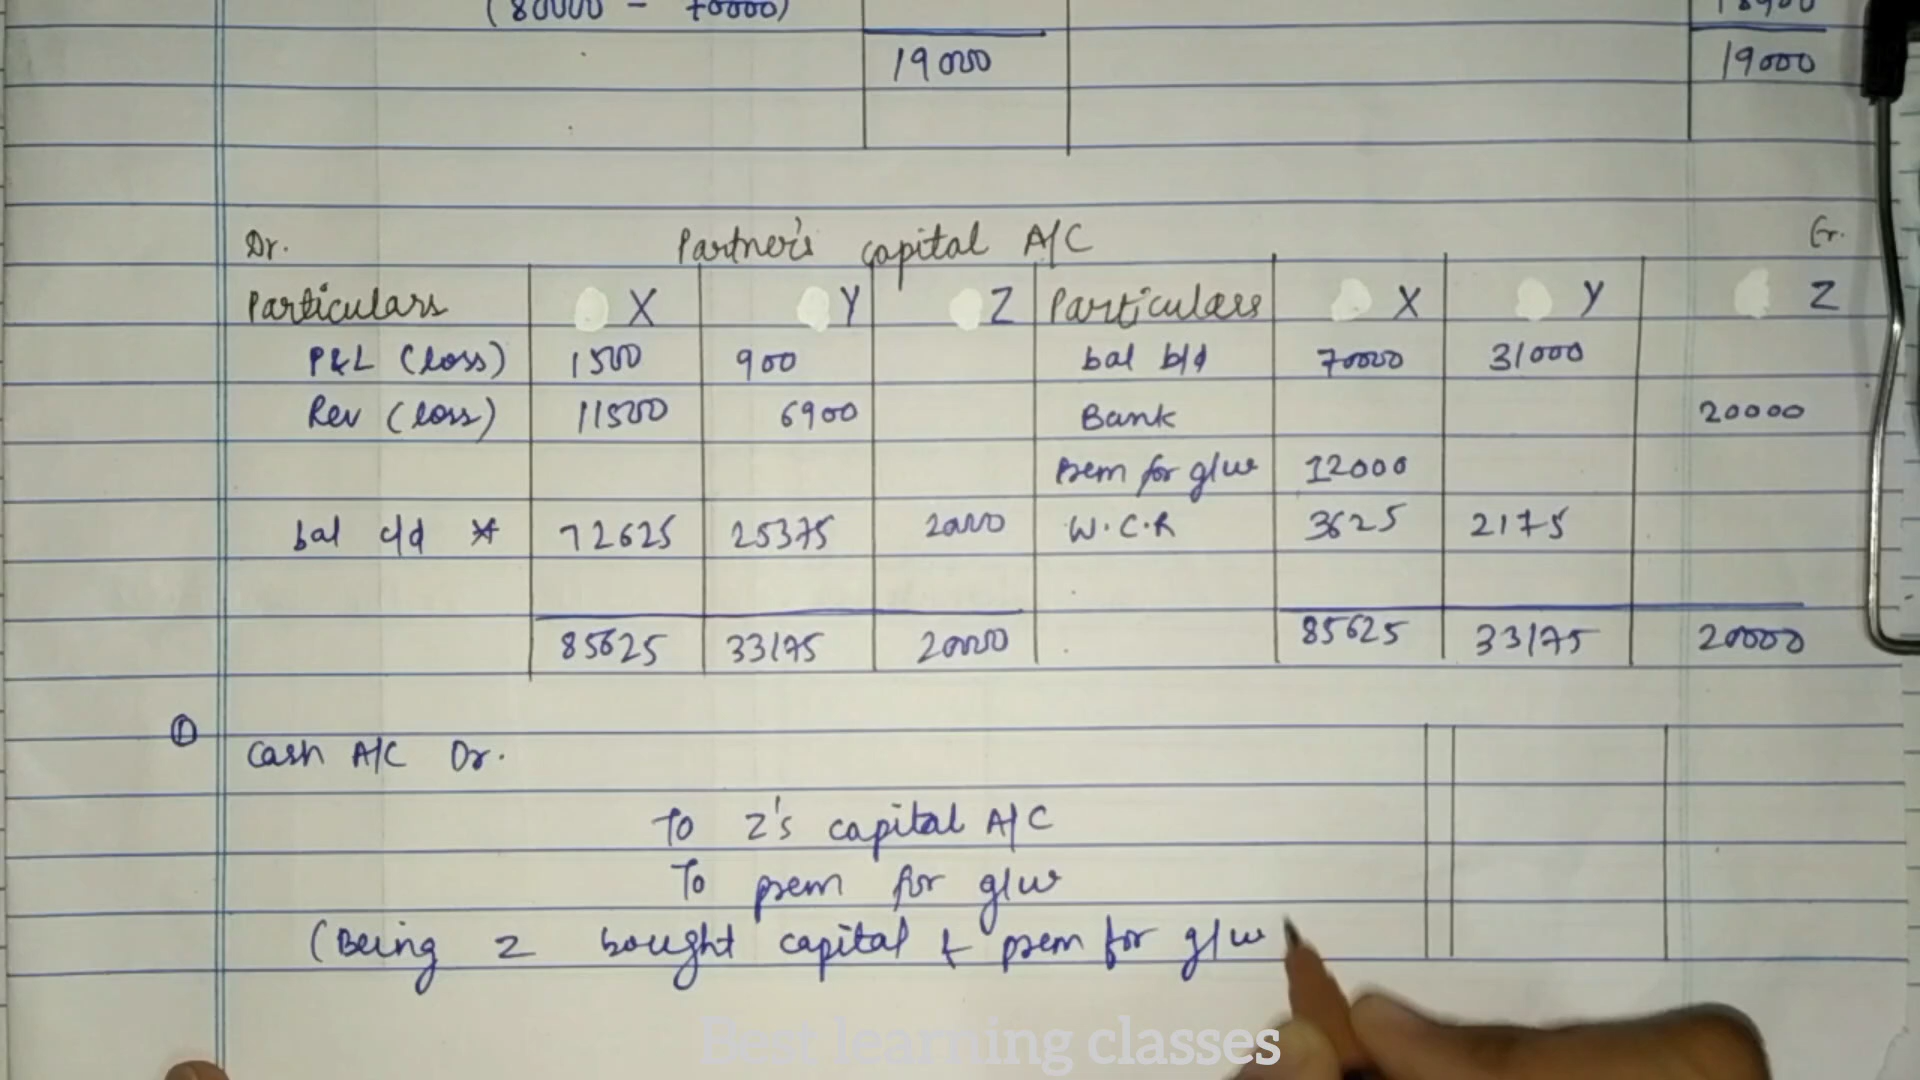 (80000 - 70000)
18900
19000 19000
Dr. Partner's capital A/C Cr.
Particulars X Y Z Particulars X Y Z
P&L (loss) 1500 900 bal b/d 70000 31000
Rev (loss) 11500 6900 Bank 20000
prem for g/w 12000
bal c/d * 72625 25375 20000 W.C.R 3625 2175
85625 33175 20000 85625 33175 20000
① Cash A/C Dr.
To Z's capital A/C
To prem for g/w
(Being Z bought capital & prem for g/w
Best learning classes